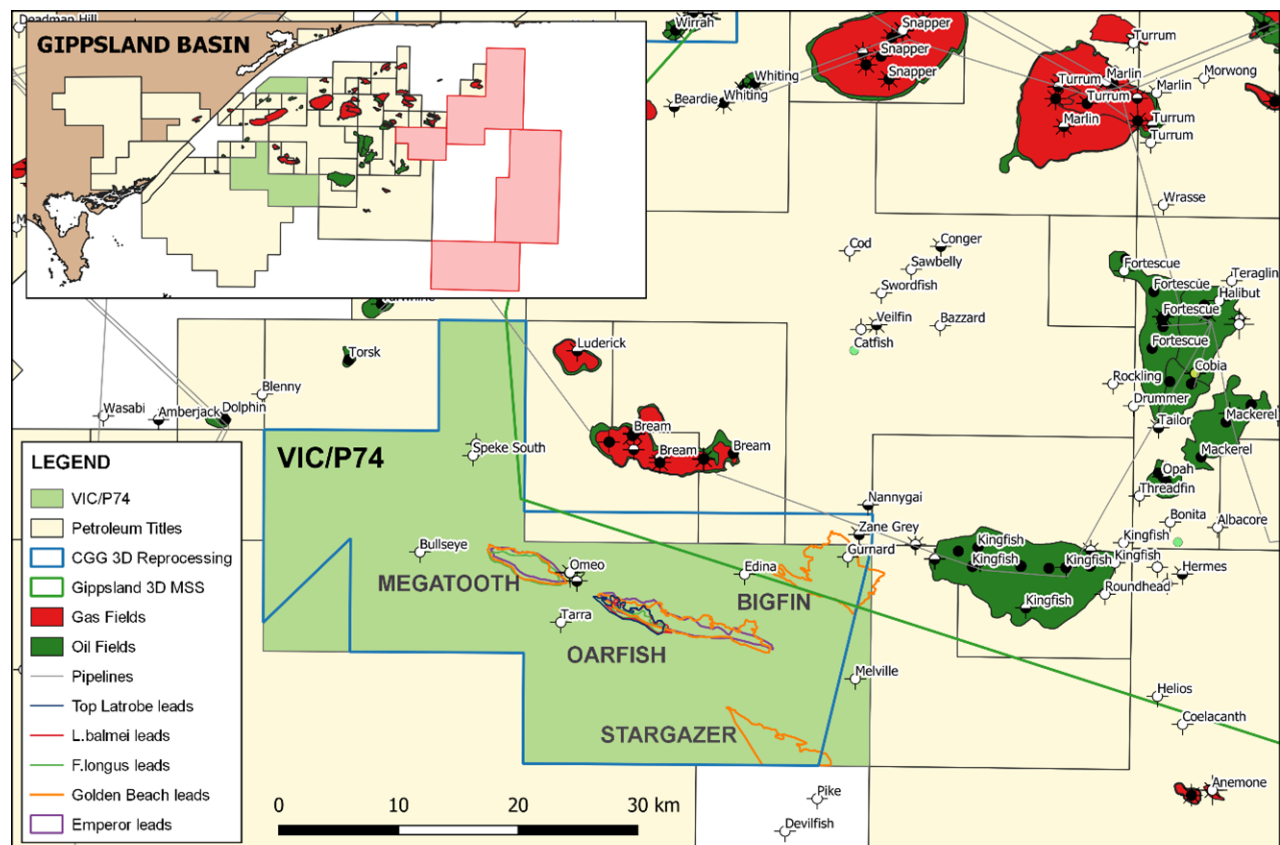 Deadman Hill
GIPPSLAND BASIN
Wirrah
Snapper
Snapper
Snapper
Whiting
Whiting
Beardie
Turrum
Turrum
Marlin
Marlin
Morwong
Turrum
Marlin
Turrum
Turrum
Wrasse
Cod
Conger
Sawbelly
Swordfish
Veilfin
Bazzard
Catfish
Fortescue
Teraglin
Fortescue
Halibut
Fortescue
Fortescue
Cobia
Rockling
Drummer
Mackerel
Tailor
Mackerel
Opah
Threadfin
Bonita
Albacore
Torsk
Luderick
Blenny
Wasabi
Amberjack
Dolphin
Bream
Bream
Bream
Speke South
VIC/P74
Nannygai
Zane Grey
Gurnard
Kingfish
Kingfish
Kingfish
Kingfish
Kingfish
Kingfish
Hermes
Roundhead
Bullseye
Omeo
Edina
MEGATOOTH
BIGFIN
Tarra
OARFISH
Melville
STARGAZER
Helios
Coelacanth
Anemone
Pike
Devilfish
LEGEND
VIC/P74
Petroleum Titles
CGG 3D Reprocessing
Gippsland 3D MSS
Gas Fields
Oil Fields
Pipelines
Top Latrobe leads
L.balmei leads
F.longus leads
Golden Beach leads
Emperor leads
0 10 20 30 km